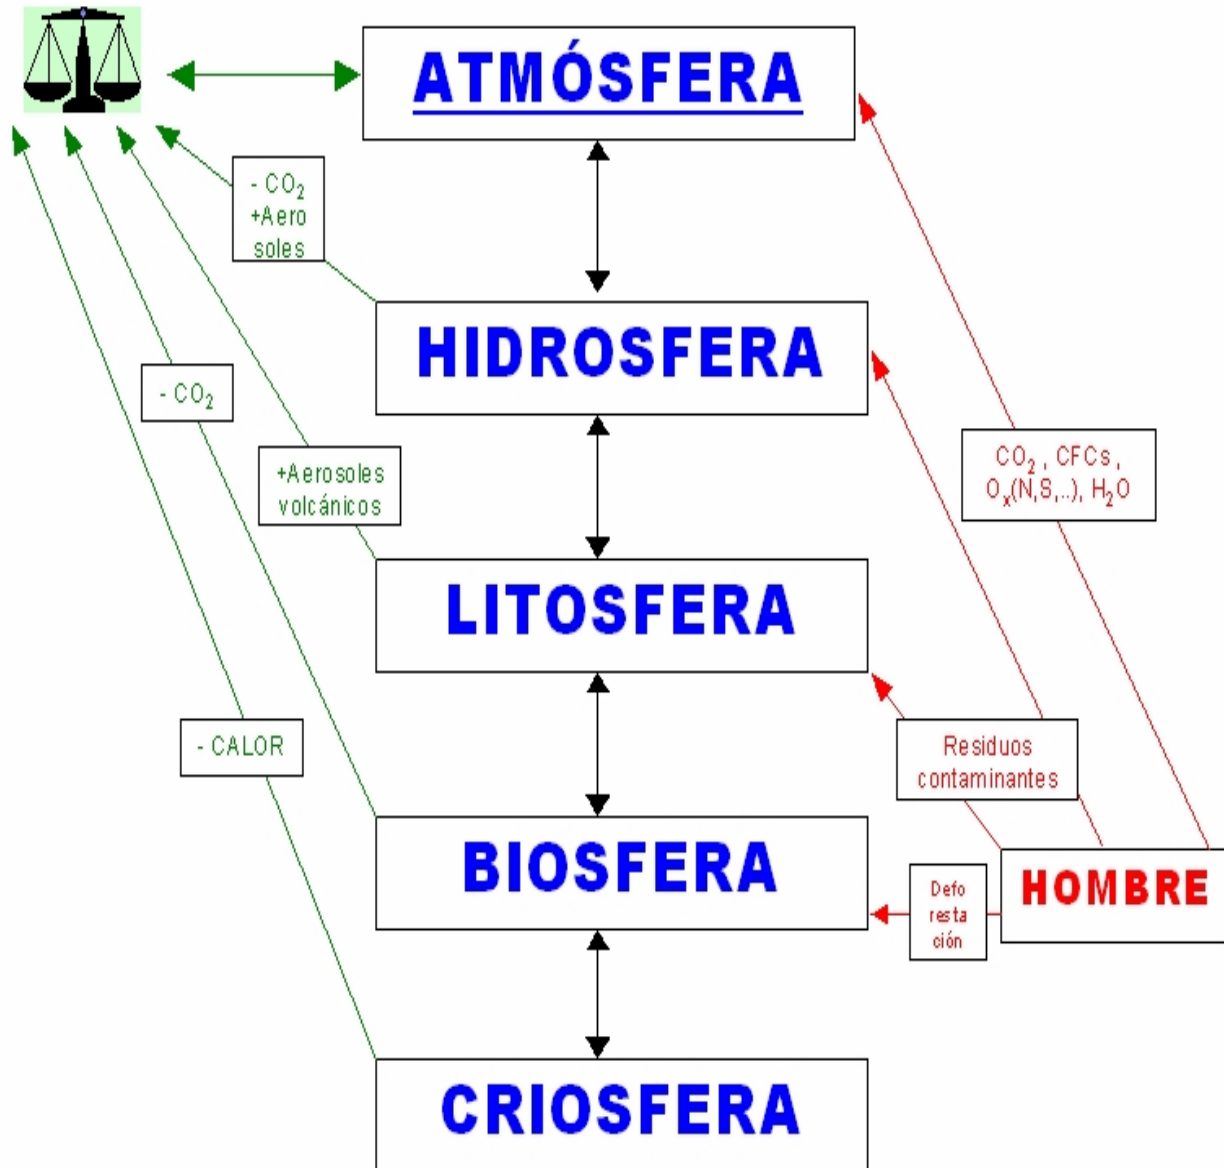 ATMÓSFERA
- CO₂
+Aero
soles
HIDROSFERA
- CO₂
+Aerosoles
volcánicos
CO₂ , CFCs ,
Oₓ(N,S,..), H₂O
LITOSFERA
- CALOR
Residuos
contaminantes
BIOSFERA
Defo
resta
ción
HOMBRE
CRIOSFERA